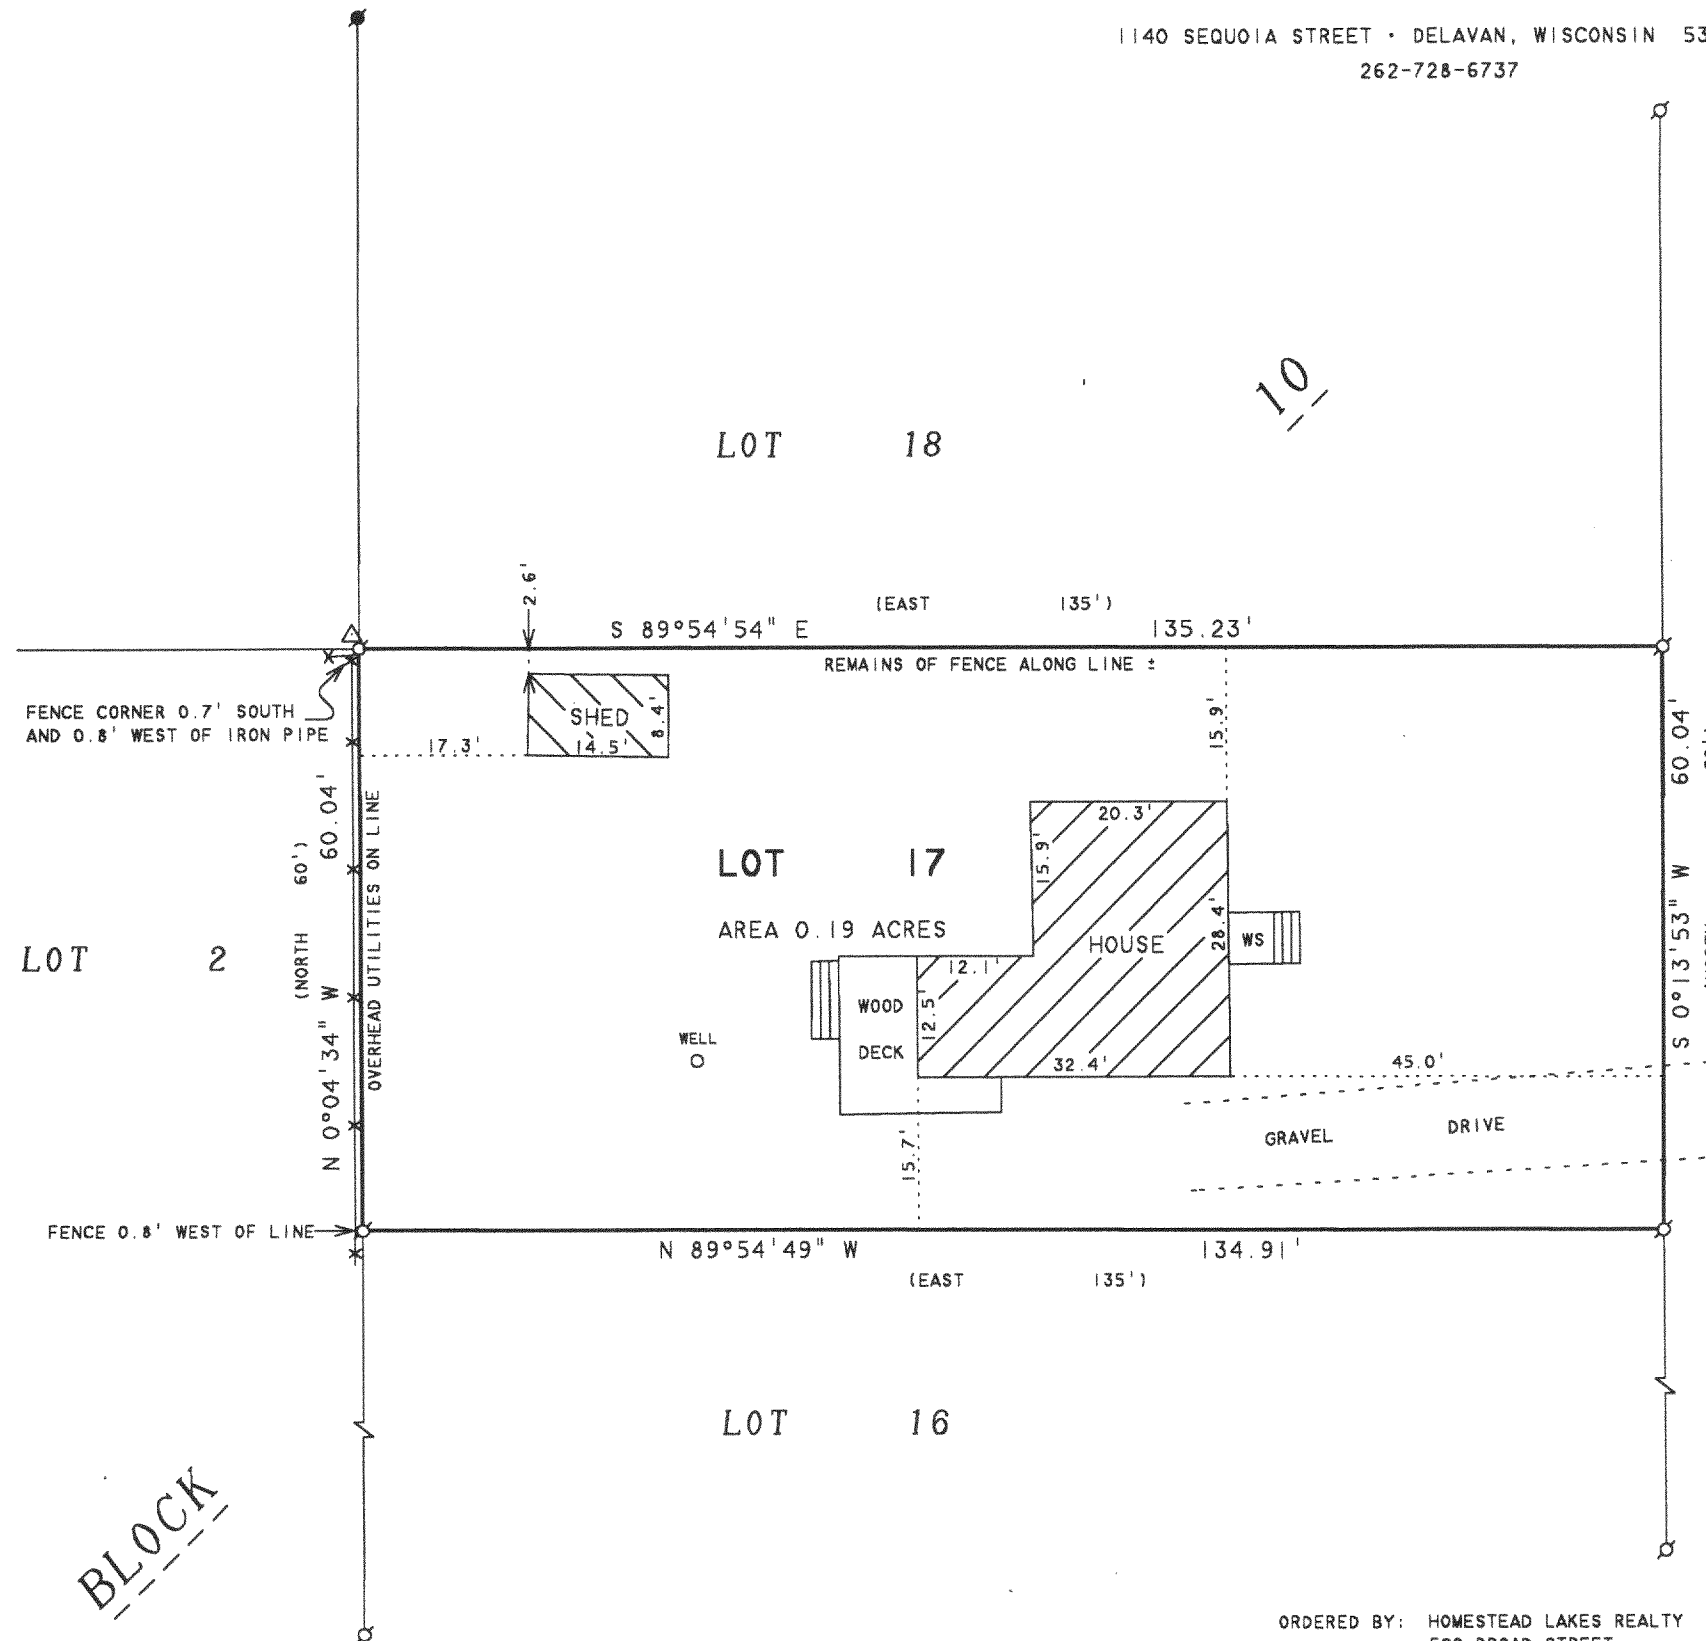 1140 SEQUOIA STREET • DELAVAN, WISCONSIN 53
262-728-6737
10
LOT 18
2.6'
(EAST 135')
S 89°54'54" E 135.23'
REMAINS OF FENCE ALONG LINE ±
FENCE CORNER 0.7' SOUTH
AND 0.8' WEST OF IRON PIPE
SHED
8.4'
14.5'
17.3'
15.9'
60.04'
S 0°13'53" W
N 0°04'34" W 60.04'
(NORTH 60')
OVERHEAD UTILITIES ON LINE
LOT 17
AREA 0.19 ACRES
20.3'
15.9'
HOUSE
28.4'
WS
12.1'
12.5'
32.4'
45.0'
LOT 2
WOOD
DECK
WELL
15.7'
GRAVEL DRIVE
FENCE 0.8' WEST OF LINE
N 89°54'49" W 134.91'
(EAST 135')
LOT 16
BLOCK
ORDERED BY: HOMESTEAD LAKES REALTY